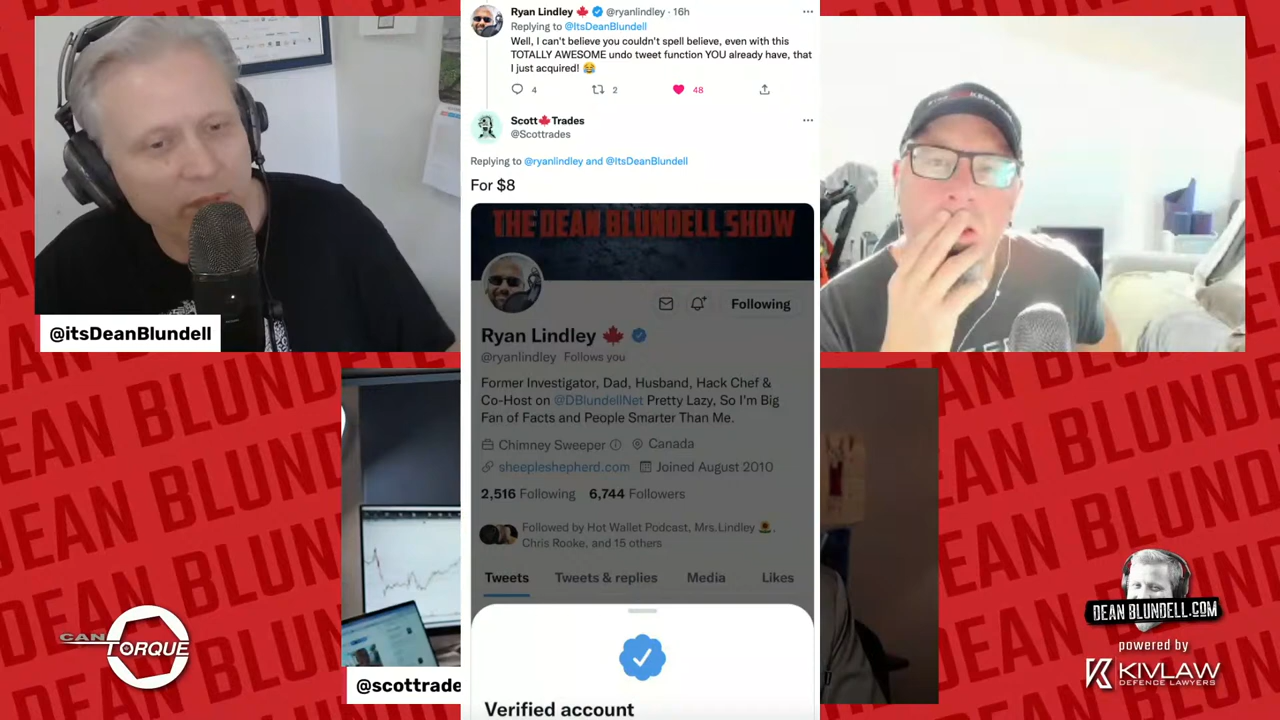 Ryan Lindley @ryanlindley · 16h
Replying to @ItsDeanBlundell
Well, I can't believe you couldn't spell believe, even with this
TOTALLY AWESOME undo tweet function YOU already have, that
I just acquired! 😂
4 2 48
Scott🍁Trades
@Scottrades
Replying to @ryanlindley and @ItsDeanBlundell
For $8
THE DEAN BLUNDELL SHOW
Following
Ryan Lindley 🍁
@ryanlindley Follows you
Former Investigator, Dad, Husband, Hack Chef &
Co-Host on @DBlundellNet Pretty Lazy, So I'm Big
Fan of Facts and People Smarter Than Me.
Chimney Sweeper Canada
sheepleshepherd.com Joined August 2010
2,516 Following 6,744 Followers
Followed by Hot Wallet Podcast, Mrs.Lindley 🌻,
Chris Rooke, and 15 others
Tweets Tweets & replies Media Likes
Verified account
@itsDeanBlundell
@scottrade
CANTORQUE
DEAN BLUNDELL.COM
powered by
KIVLAW
DEFENCE LAWYERS
DEAN BLUNDELL